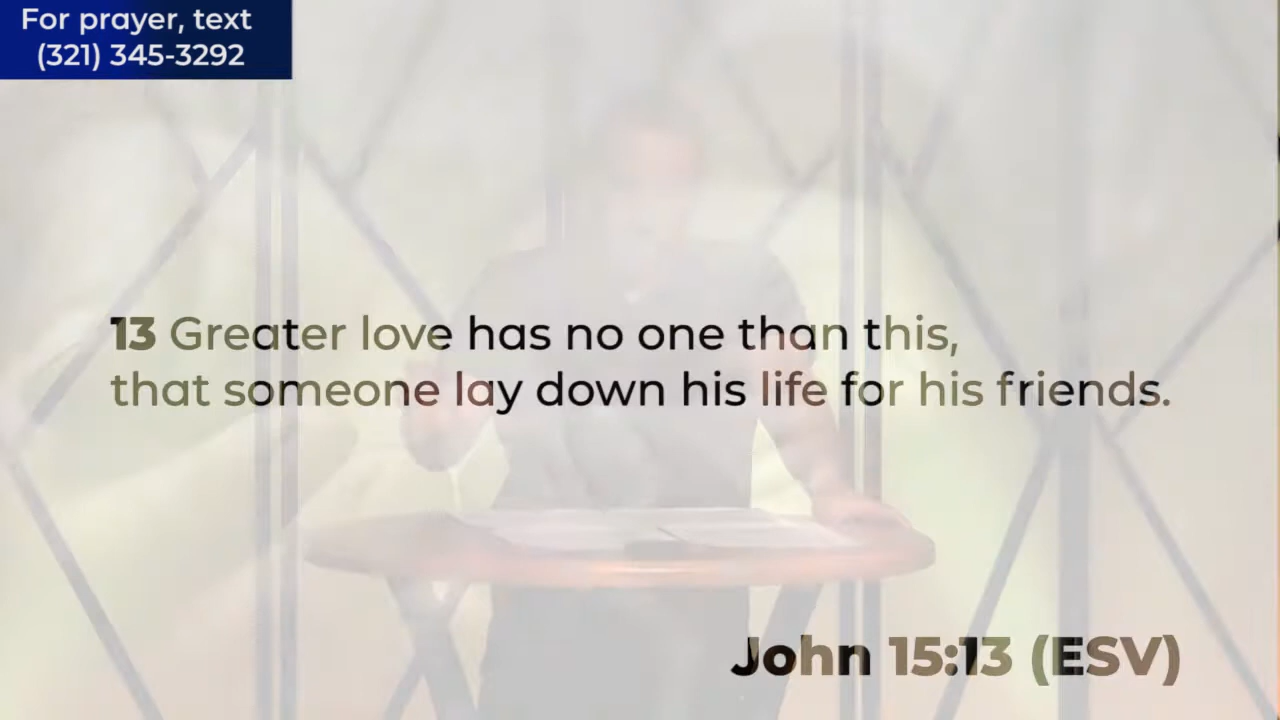 For prayer, text
(321) 345-3292
13 Greater love has no one than this,
that someone lay down his life for his friends.
John 15:13 (ESV)